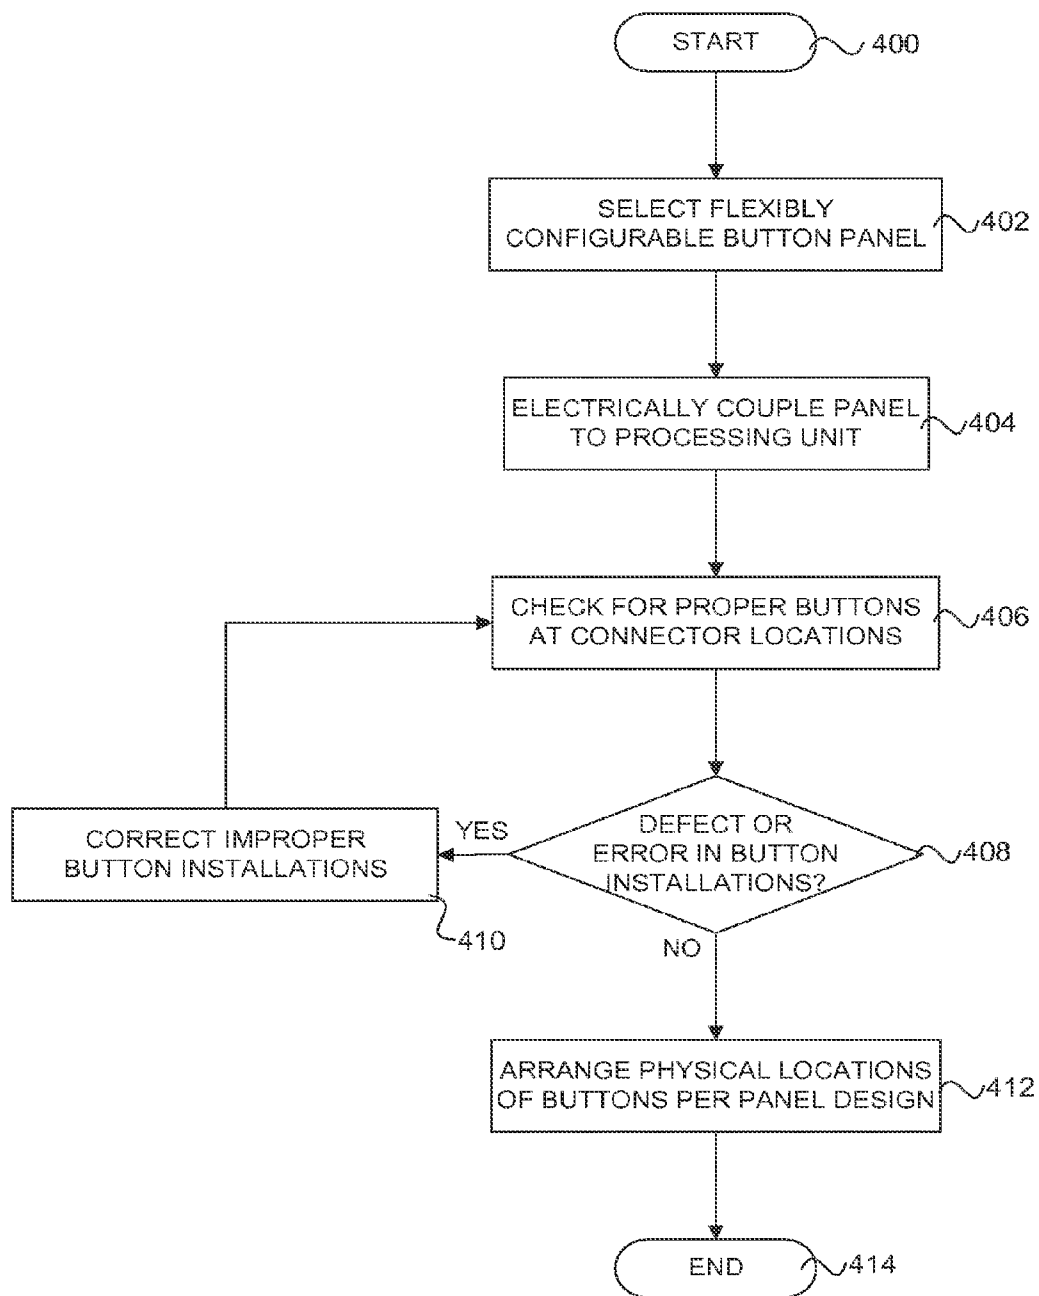 START
400
SELECT FLEXIBLY
CONFIGURABLE BUTTON PANEL
402
ELECTRICALLY COUPLE PANEL
TO PROCESSING UNIT
404
CHECK FOR PROPER BUTTONS
AT CONNECTOR LOCATIONS
406
DEFECT OR
ERROR IN BUTTON
INSTALLATIONS?
408
YES
CORRECT IMPROPER
BUTTON INSTALLATIONS
410
NO
ARRANGE PHYSICAL LOCATIONS
OF BUTTONS PER PANEL DESIGN
412
END
414